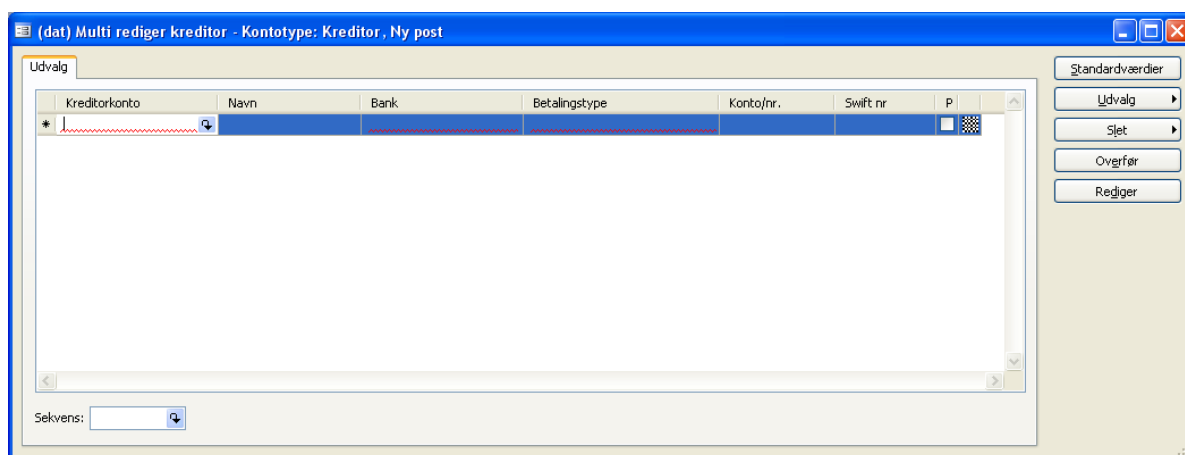 (dat) Multi rediger kreditor - Kontotype: Kreditor, Ny post
Udvalg
Kreditorkonto Navn Bank Betalingstype Konto/nr. Swift nr P
Sekvens:
Standardværdier
Udvalg
Slet
Overfør
Rediger